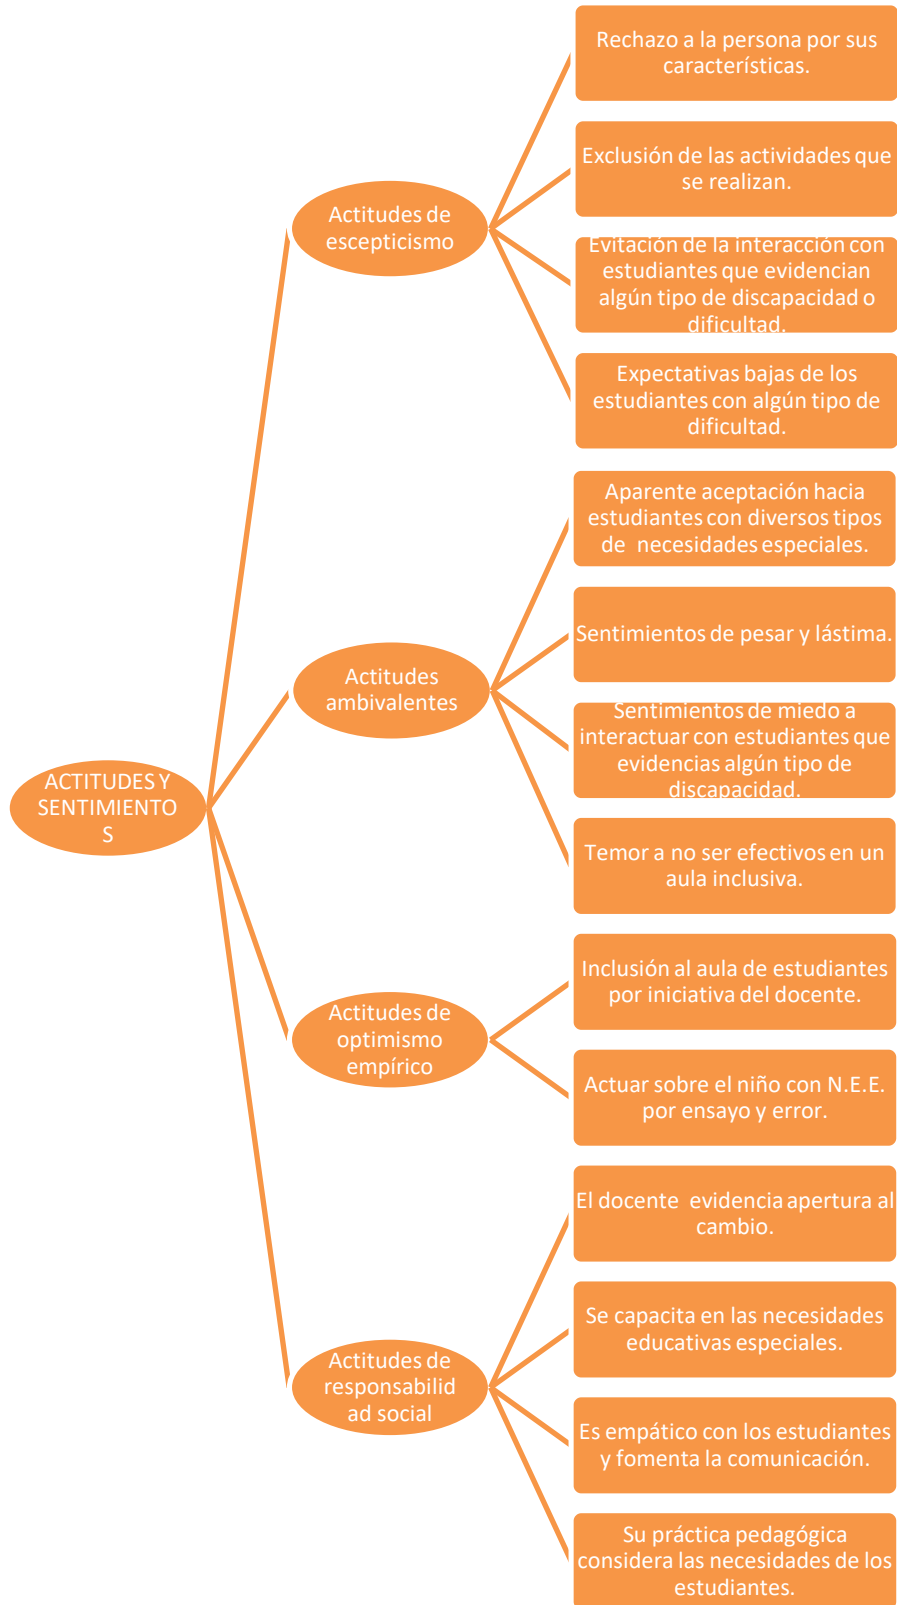 ACTITUDES Y
SENTIMIENTO
S
Actitudes de
escepticismo
Rechazo a la persona por sus
características.
Exclusión de las actividades que
se realizan.
Evitación de la interacción con
estudiantes que evidencian
algún tipo de discapacidad o
dificultad.
Expectativas bajas de los
estudiantes con algún tipo de
dificultad.
Actitudes
ambivalentes
Aparente aceptación hacia
estudiantes con diversos tipos
de necesidades especiales.
Sentimientos de pesar y lástima.
Sentimientos de miedo a
interactuar con estudiantes que
evidencias algún tipo de
discapacidad.
Temor a no ser efectivos en un
aula inclusiva.
Actitudes de
optimismo
empírico
Inclusión al aula de estudiantes
por iniciativa del docente.
Actuar sobre el niño con N.E.E.
por ensayo y error.
Actitudes de
responsabilid
ad social
El docente evidencia apertura al
cambio.
Se capacita en las necesidades
educativas especiales.
Es empático con los estudiantes
y fomenta la comunicación.
Su práctica pedagógica
considera las necesidades de los
estudiantes.